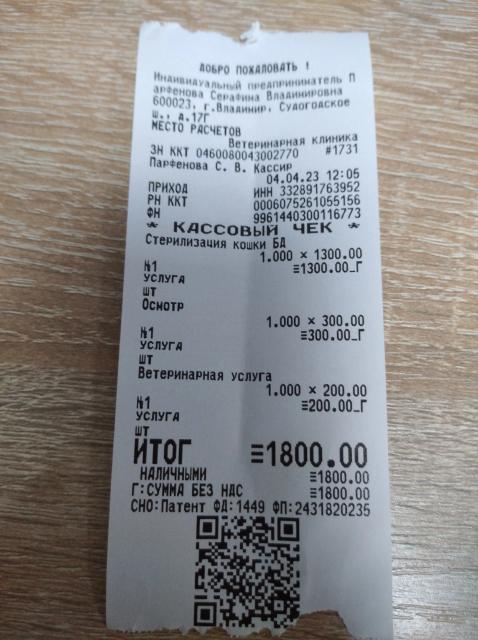 ДОБРО ПОЖАЛОВАТЬ !
Индивидуальный предприниматель П
арфенова Серафина Владимировна
600023, г.Владимир, Судогодское
ш., д.17Г
МЕСТО РАСЧЕТОВ
Ветеринарная клиника
ЗН ККТ 0460080043002770 #1731
Парфенова С. В. Кассир
04.04.23 12:05
ПРИХОД ИНН 332891763952
РН ККТ 0006075261055156
ФН 9961440300116773
* КАССОВЫЙ ЧЕК *
Стерилизация кошки БД
1.000 × 1300.00
№1 ≡1300.00_Г
УСЛУГА
ШТ
Осмотр
1.000 × 300.00
№1 ≡300.00_Г
УСЛУГА
ШТ
Ветеринарная услуга
1.000 × 200.00
№1 ≡200.00_Г
УСЛУГА
ШТ
ИТОГ ≡1800.00
НАЛИЧНЫМИ ≡1800.00
Г:СУММА БЕЗ НДС ≡1800.00
СНО:Патент ФД:1449 ФП:2431820235